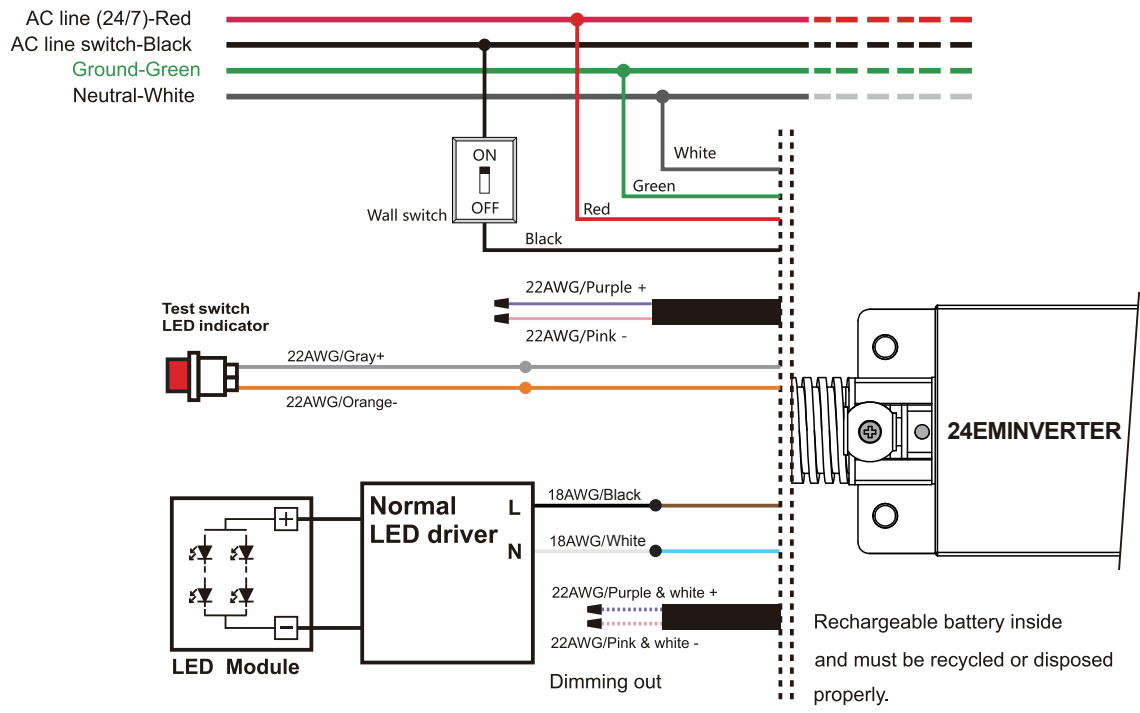 AC line (24/7)-Red
AC line switch-Black
Ground-Green
Neutral-White
White
ON
Green
OFF
Red
Wall switch
Black
22AWG/Purple +
Test switch
LED indicator
22AWG/Pink -
22AWG/Gray+
22AWG/Orange-
24EMINVERTER
Normal
LED driver
L
N
18AWG/Black
18AWG/White
+
−
LED Module
22AWG/Purple & white +
22AWG/Pink & white -
Dimming out
Rechargeable battery inside
and must be recycled or disposed
properly.